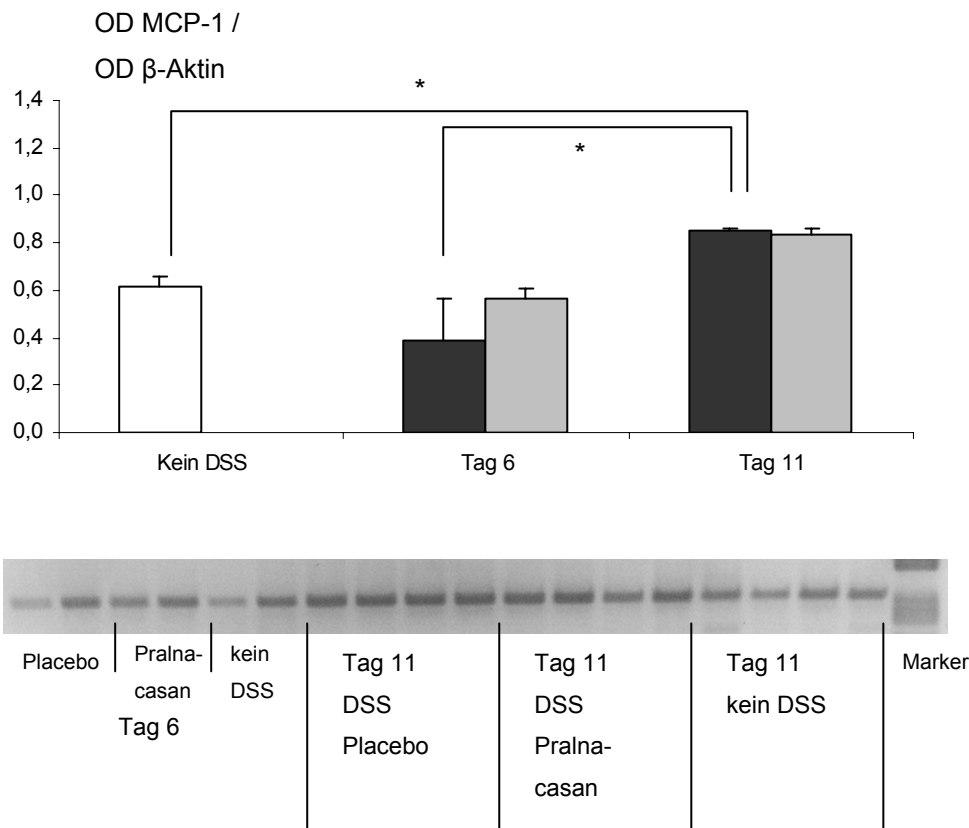 OD MCP-1 /
OD β-Aktin
*
*
1,4
1,2
1,0
0,8
0,6
0,4
0,2
0,0
Kein DSS
Tag 6
Tag 11
Placebo
Pralna-
casan
kein
DSS
Tag 6
Tag 11
DSS
Placebo
Tag 11
DSS
Pralna-
casan
Tag 11
kein DSS
Marker